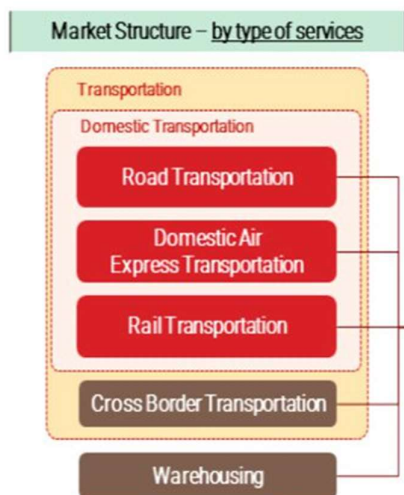 Market Structure – by type of services
Transportation
Domestic Transportation
Road Transportation
Domestic Air
Express Transportation
Rail Transportation
Cross Border Transportation
Warehousing